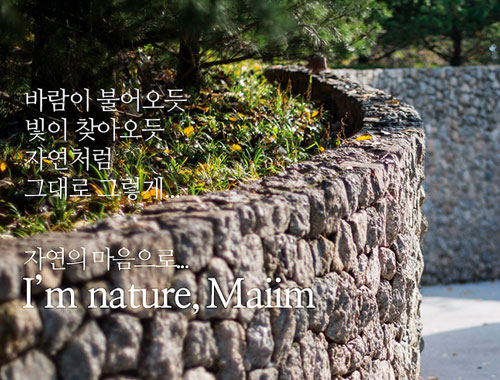 바람이 불어오듯
빛이 찾아오듯
자연처럼
그대로 그렇게...
자연의 마음으로...
I'm nature, Maiim